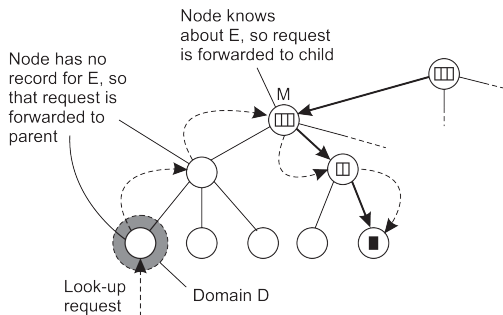 Node knows
about E, so request
is forwarded to child
Node has no
record for E, so
that request is
forwarded to
parent
M
Look-up
request
Domain D